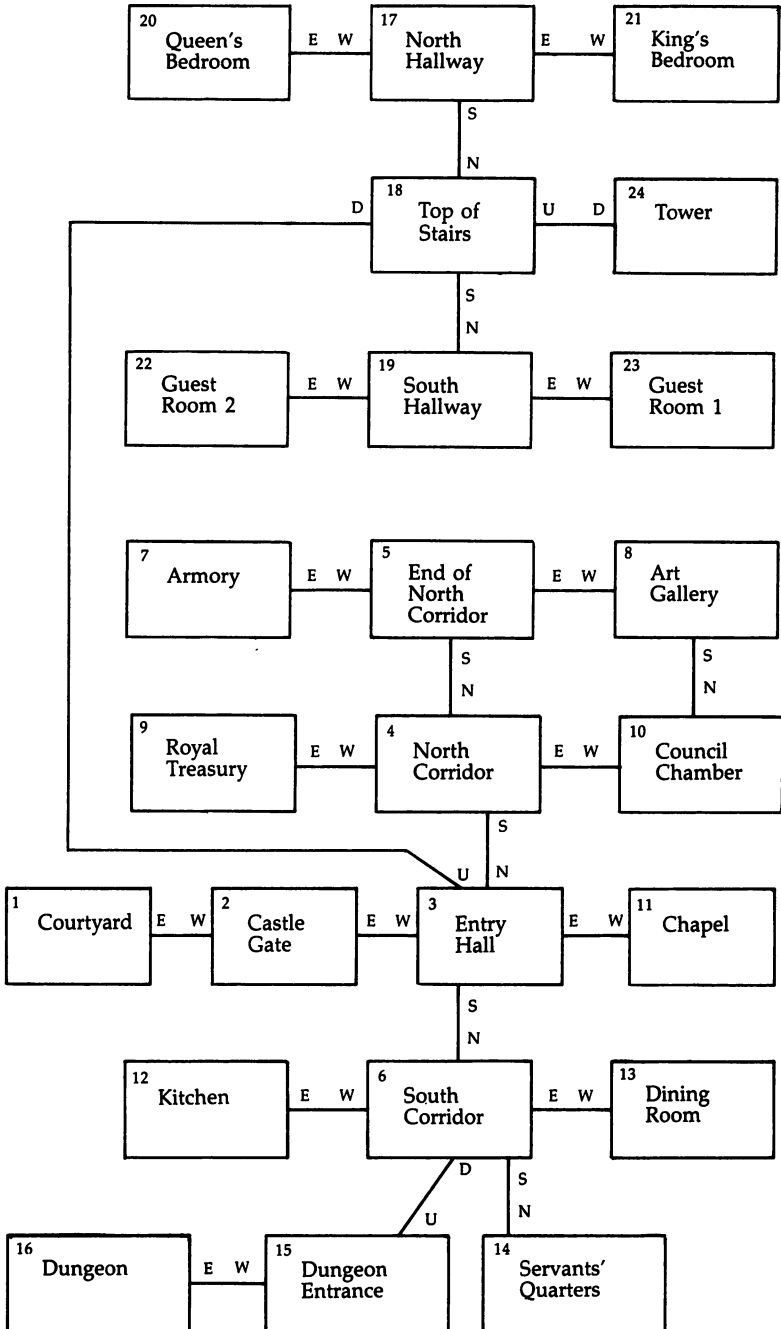 20 17 21
Queen's E W North E W King's
Bedroom Hallway Bedroom
S
N
D 18 U D 24
Top of Tower
Stairs
S
N
22 19 23
Guest E W South E W Guest
Room 2 Hallway Room 1
7 5 8
Armory E W End of E W Art
North Gallery
Corridor
S S
N N
9 4 10
Royal E W North E W Council
Treasury Corridor Chamber
S
U N
1 2 3 11
Courtyard E W Castle E W Entry E W Chapel
Gate Hall
S
N
12 6 13
Kitchen E W South E W Dining
Corridor Room
D S
U N
16 15 14
Dungeon E W Dungeon Servants'
Entrance Quarters